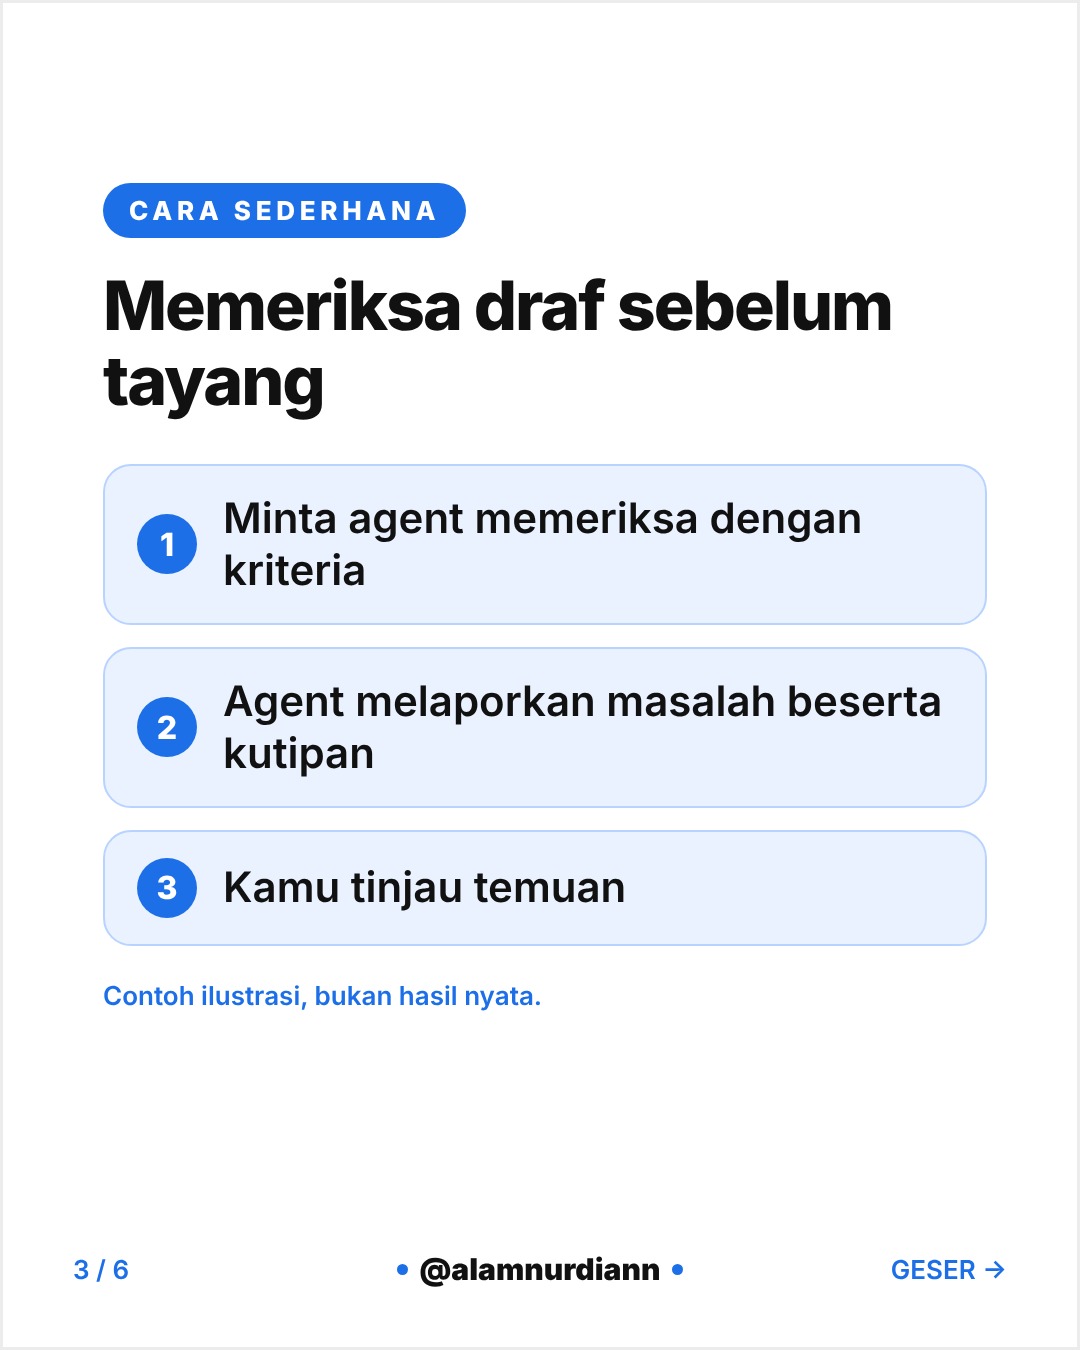 CARA SEDERHANA
Memeriksa draf sebelum
tayang
1
Minta agent memeriksa dengan
kriteria
2
Agent melaporkan masalah beserta
kutipan
3
Kamu tinjau temuan
Contoh ilustrasi, bukan hasil nyata.
3 / 6
• @alamnurdiann •
GESER →